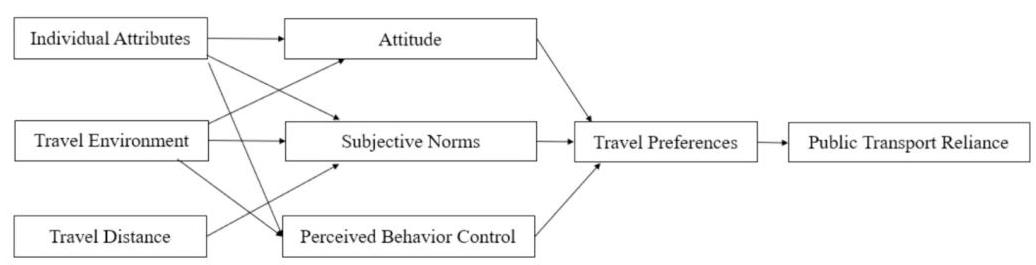 Individual Attributes
Attitude
Travel Environment
Subjective Norms
Travel Preferences
Public Transport Reliance
Travel Distance
Perceived Behavior Control